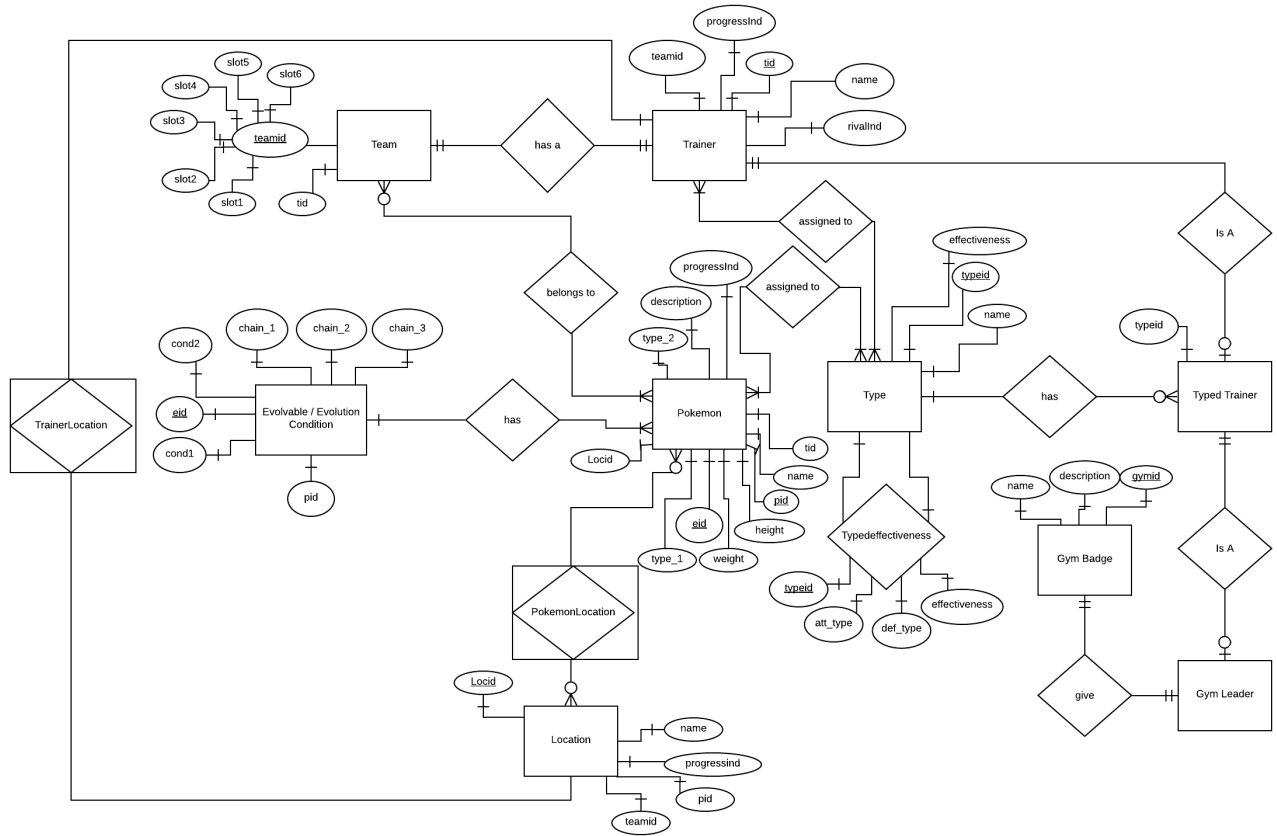 progressInd
teamid
tid
name
rivalInd
slot5
slot6
slot4
slot3
teamid
slot2
slot1
tid
Team
has a
Trainer
assigned to
Is A
effectiveness
typeid
name
progressInd
assigned to
description
belongs to
type_2
typeid
chain_1
chain_2
chain_3
cond2
eid
cond1
Evolvable / Evolution
Condition
pid
has
Pokemon
Type
has
Typed Trainer
TrainerLocation
Locid
tid
name
pid
height
eid
type_1
weight
name
description
gymid
Typedeffectiveness
Gym Badge
Is A
typeid
att_type
def_type
effectiveness
PokemonLocation
Locid
Location
name
progressind
pid
teamid
give
Gym Leader